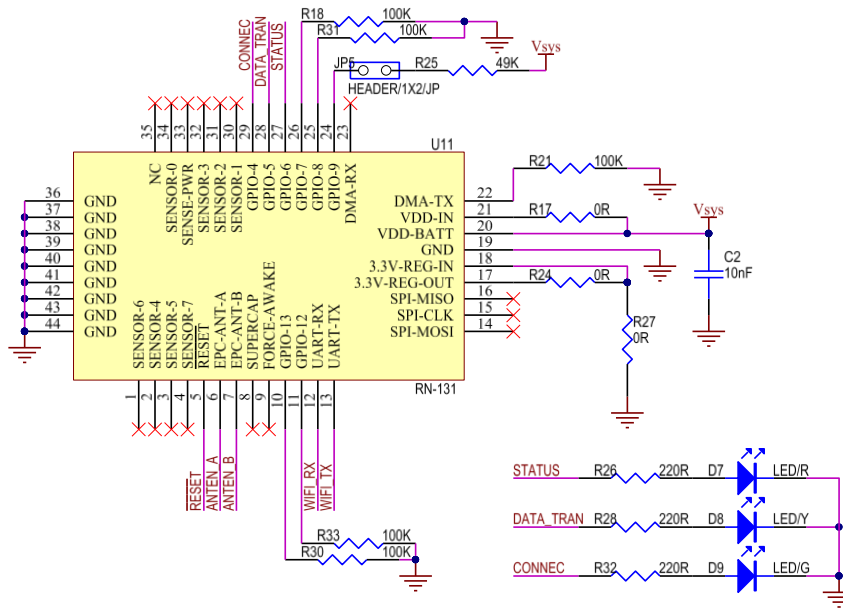 R18 100K
R31 100K
CONNEC
DATA_TRAN
STATUS
Vsys
JP5 R25 49K
HEADER/1X2/JP
35 34 33 32 31 30 29 28 27 26 25 24 23
U11
NC
SENSOR-0
SENSE-PWR
SENSOR-3
SENSOR-2
SENSOR-1
GPIO-4
GPIO-5
GPIO-6
GPIO-7
GPIO-8
GPIO-9
DMA-RX
36 GND
37 GND
38 GND
39 GND
40 GND
41 GND
42 GND
43 GND
44 GND
DMA-TX 22
VDD-IN 21
VDD-BATT 20
GND 19
3.3V-REG-IN 18
3.3V-REG-OUT 17
SPI-MISO 16
SPI-CLK 15
SPI-MOSI 14
R21 100K
R17 0R
Vsys
C2
10nF
R24 0R
R27
0R
SENSOR-6
SENSOR-4
SENSOR-5
SENSOR-7
RESET
EPC-ANT-A
EPC-ANT-B
SUPERCAP
FORCE-AWAKE
GPIO-13
GPIO-12
UART-RX
UART-TX
RN-131
1 2 3 4 5 6 7 8 9 10 11 12 13
RESET
ANTEN_A
ANTEN_B
WIFI_RX
WIFI_TX
R33 100K
R30 100K
STATUS R26 220R D7 LED/R
DATA_TRAN R28 220R D8 LED/Y
CONNEC R32 220R D9 LED/G